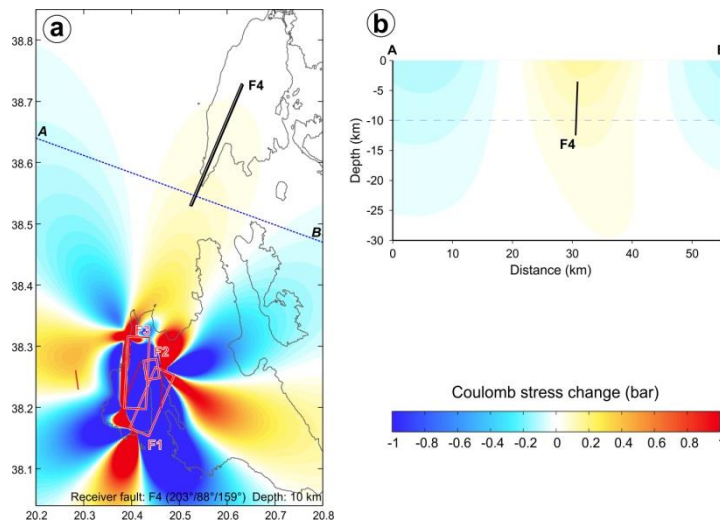 a
38.8
38.7
38.6
38.5
38.4
38.3
38.2
38.1
F4
A
B
F3
F2
F1
Receiver fault: F4 (203°/88°/159°) Depth: 10 km
20.2 20.3 20.4 20.5 20.6 20.7 20.8
b
A
0
-5
-10
-15
-20
-25
-30
Depth (km)
F4
0 10 20 30 40 50
Distance (km)
Coulomb stress change (bar)
-1 -0.8 -0.6 -0.4 -0.2 0 0.2 0.4 0.6 0.8